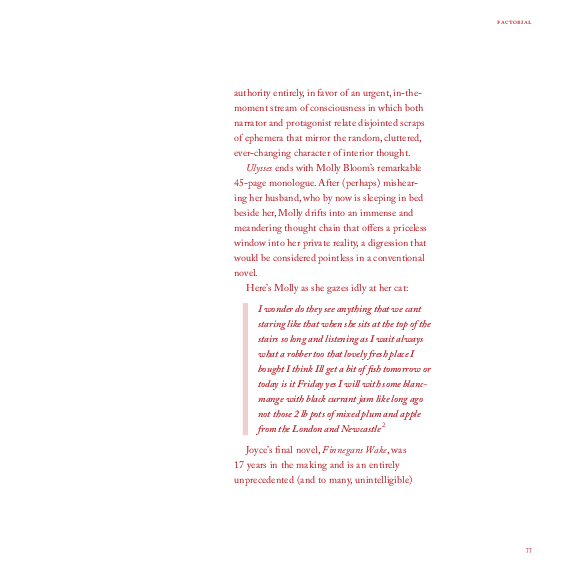 FACTORIAL
authority entirely, in favor of an urgent, in-the-
moment stream of consciousness in which both
narrator and protagonist relate disjointed scraps
of ephemera that mirror the random, cluttered,
ever-changing character of interior thought.
Ulysses ends with Molly Bloom's remarkable
45-page monologue. After (perhaps) mishear-
ing her husband, who by now is sleeping in bed
beside her, Molly drifts into an immense and
meandering thought chain that offers a priceless
window into her private reality, a digression that
would be considered pointless in a conventional
novel.
Here's Molly as she gazes idly at her cat:
I wonder do they see anything that we cant
staring like that when she sits at the top of the
stairs so long and listening as I wait always
what a robber too that lovely fresh place I
bought I think Ill get a bit of fish tomorrow or
today is it Friday yes I will with some blanc-
mange with black currant jam like long ago
not those 2 lb pots of mixed plum and apple
from the London and Newcastle2
Joyce's final novel, Finnegans Wake, was
17 years in the making and is an entirely
unprecedented (and to many, unintelligible)
77